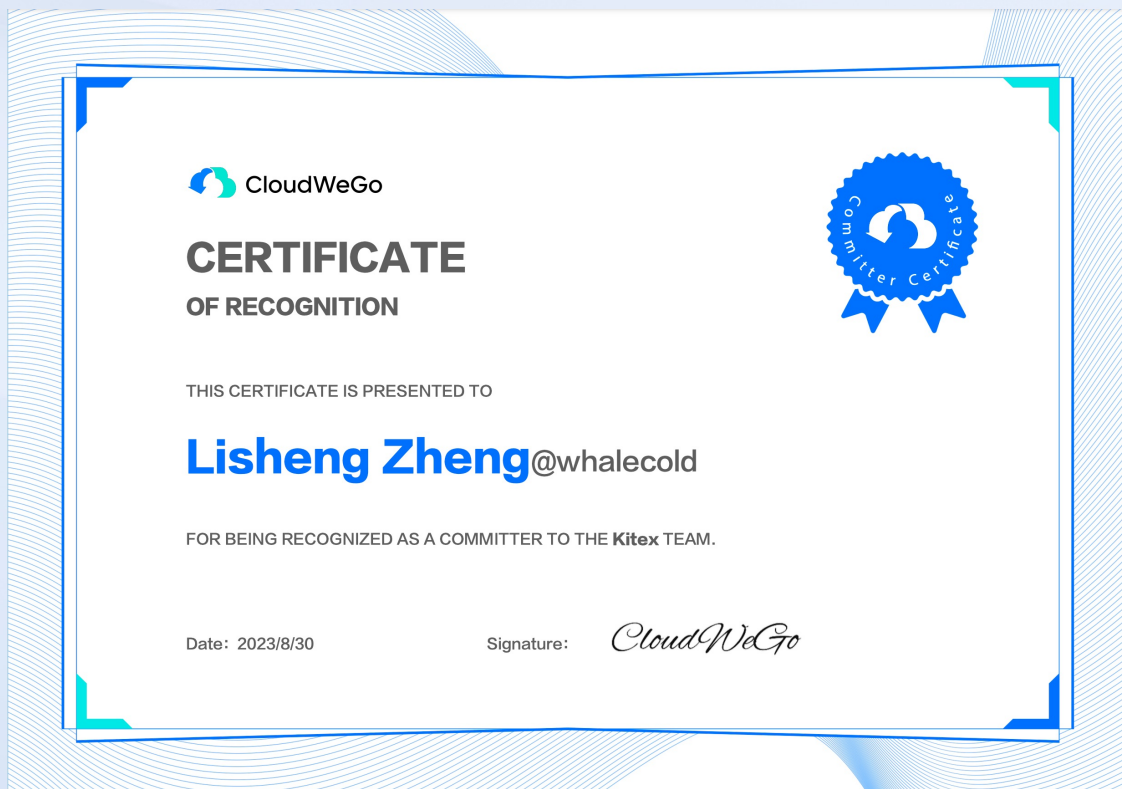 CloudWeGo
Committer Certificate
CERTIFICATE
OF RECOGNITION
THIS CERTIFICATE IS PRESENTED TO
Lisheng Zheng@whalecold
FOR BEING RECOGNIZED AS A COMMITTER TO THE Kitex TEAM.
Date: 2023/8/30 Signature: CloudWeGo